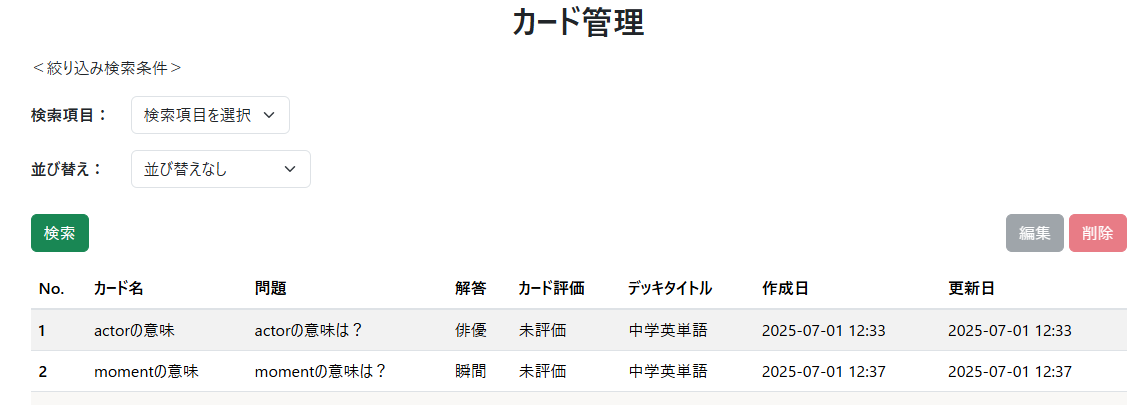 カード管理
＜絞り込み検索条件＞
検索項目： 検索項目を選択
並び替え： 並び替えなし
検索 編集 削除
No. カード名 問題 解答 カード評価 デッキタイトル 作成日 更新日
1 actorの意味 actorの意味は？ 俳優 未評価 中学英単語 2025-07-01 12:33 2025-07-01 12:33
2 momentの意味 momentの意味は？ 瞬間 未評価 中学英単語 2025-07-01 12:37 2025-07-01 12:37